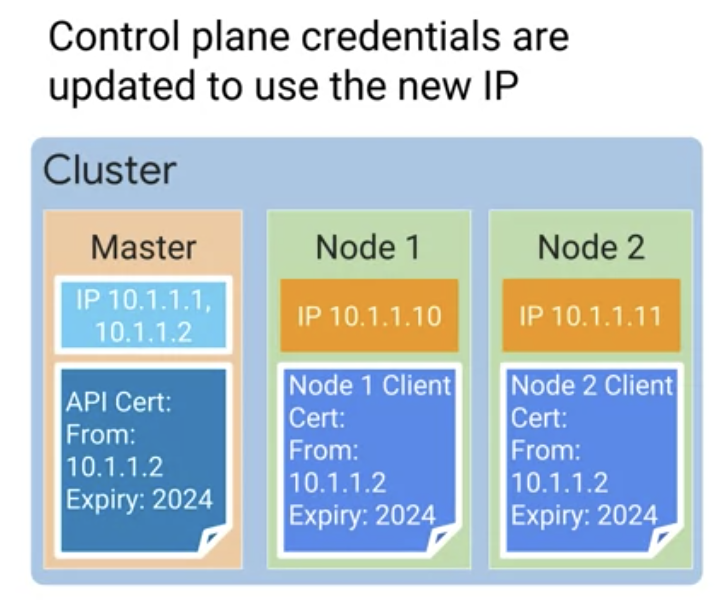 Control plane credentials are
updated to use the new IP
Cluster
Master
IP 10.1.1.1,
10.1.1.2
API Cert:
From:
10.1.1.2
Expiry: 2024
Node 1
IP 10.1.1.10
Node 1 Client
Cert:
From:
10.1.1.2
Expiry: 2024
Node 2
IP 10.1.1.11
Node 2 Client
Cert:
From:
10.1.1.2
Expiry: 2024